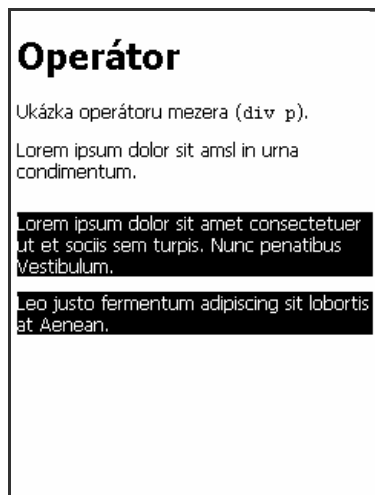 Operátor
Ukázka operátoru mezera (div p).
Lorem ipsum dolor sit amsl in urna
condimentum.
Lorem ipsum dolor sit amet consectetuer
ut et sociis sem turpis. Nunc penatibus
Vestibulum.
Leo justo fermentum adipiscing sit lobortis
at Aenean.